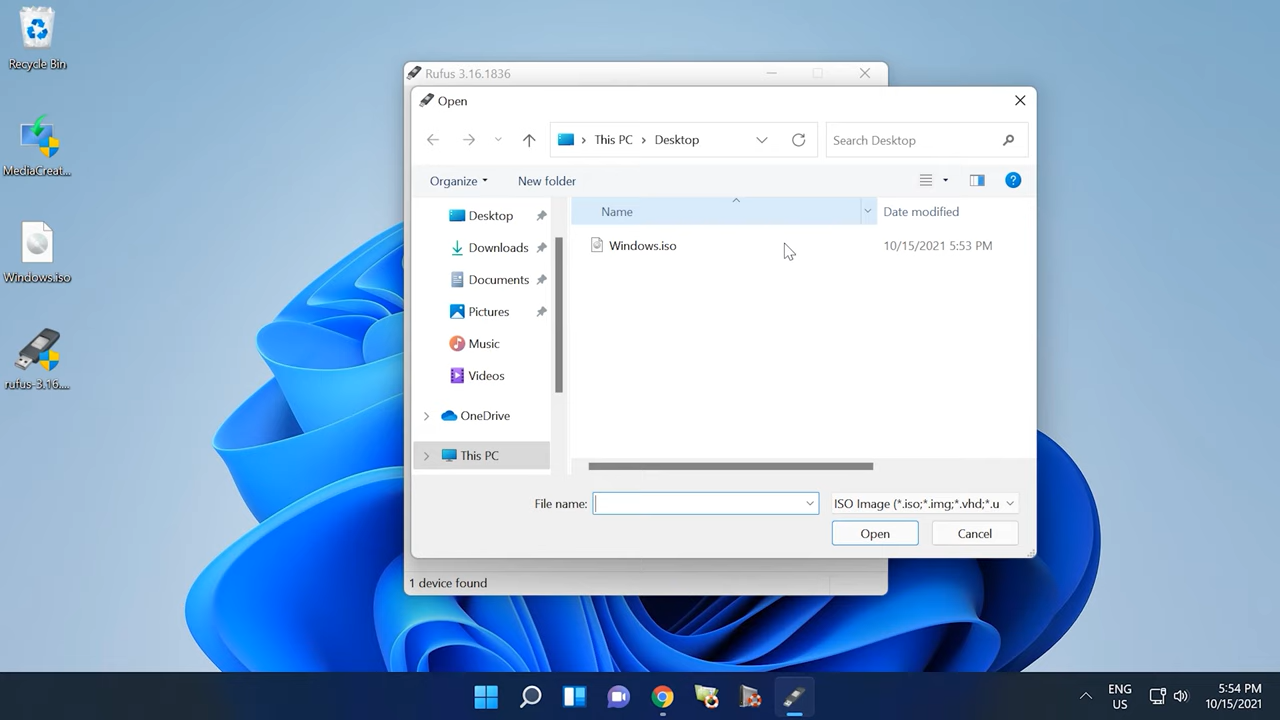 Recycle Bin
MediaCreat...
Windows.iso
rufus-3.16....
Rufus 3.16.1836
Open
This PC > Desktop
Search Desktop
Organize
New folder
?
Name
Date modified
Desktop
Downloads
Documents
Pictures
Music
Videos
OneDrive
This PC
Windows.iso
10/15/2021 5:53 PM
File name:
ISO Image (*.iso;*.img;*.vhd;*.u
Open
Cancel
1 device found
ENG
US
5:54 PM
10/15/2021